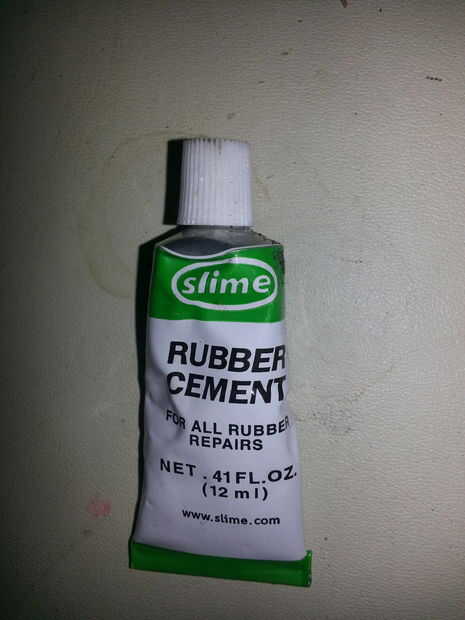 slime
RUBBER
CEMENT
FOR ALL RUBBER
REPAIRS
NET . 41 FL.OZ.
(12 ml)
www.slime.com